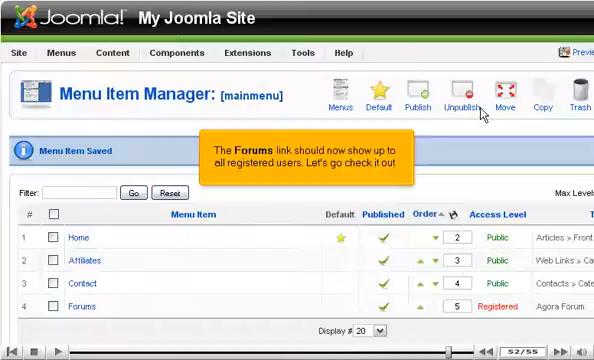 Joomla! My Joomla Site
Site Menus Content Components Extensions Tools Help Previe
Menu Item Manager: [mainmenu]
Menus Default Publish Unpublish Move Copy Trash
Menu Item Saved
The Forums link should now show up to
all registered users. Let's go check it out
Filter: Go Reset Max Levels
# Menu Item Default Published Order Access Level T
1 Home 2 Public Articles » Front
2 Affiliates 3 Public Web Links » Ca
3 Contact 4 Public Contacts » Cate
4 Forums 5 Registered Agora Forum
Display # 20
52/55